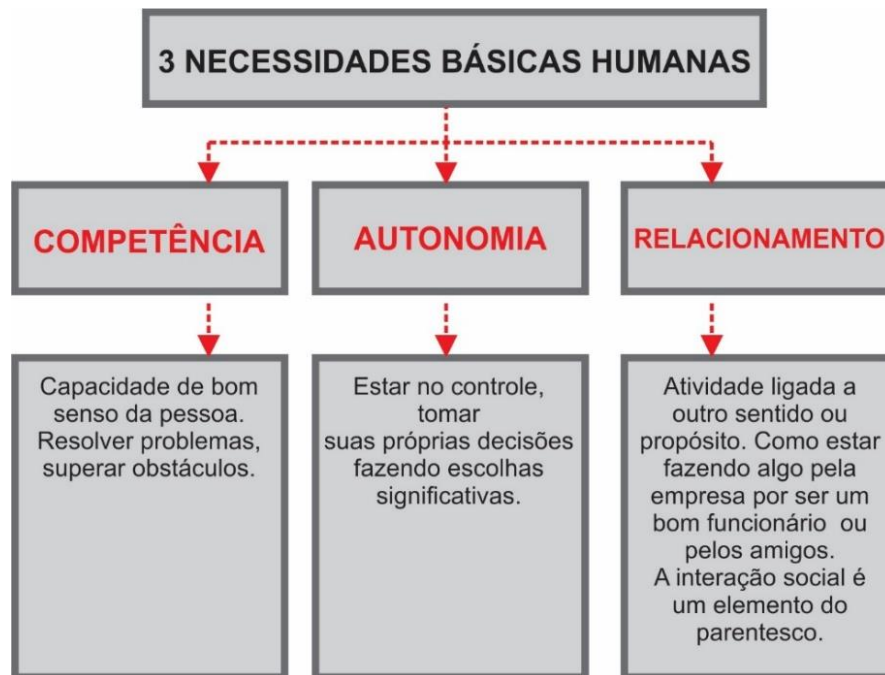 3 NECESSIDADES BÁSICAS HUMANAS
COMPETÊNCIA
AUTONOMIA
RELACIONAMENTO
Capacidade de bom
senso da pessoa.
Resolver problemas,
superar obstáculos.
Estar no controle,
tomar
suas próprias decisões
fazendo escolhas
significativas.
Atividade ligada a
outro sentido ou
propósito. Como estar
fazendo algo pela
empresa por ser um
bom funcionário ou
pelos amigos.
A interação social é
um elemento do
parentesco.